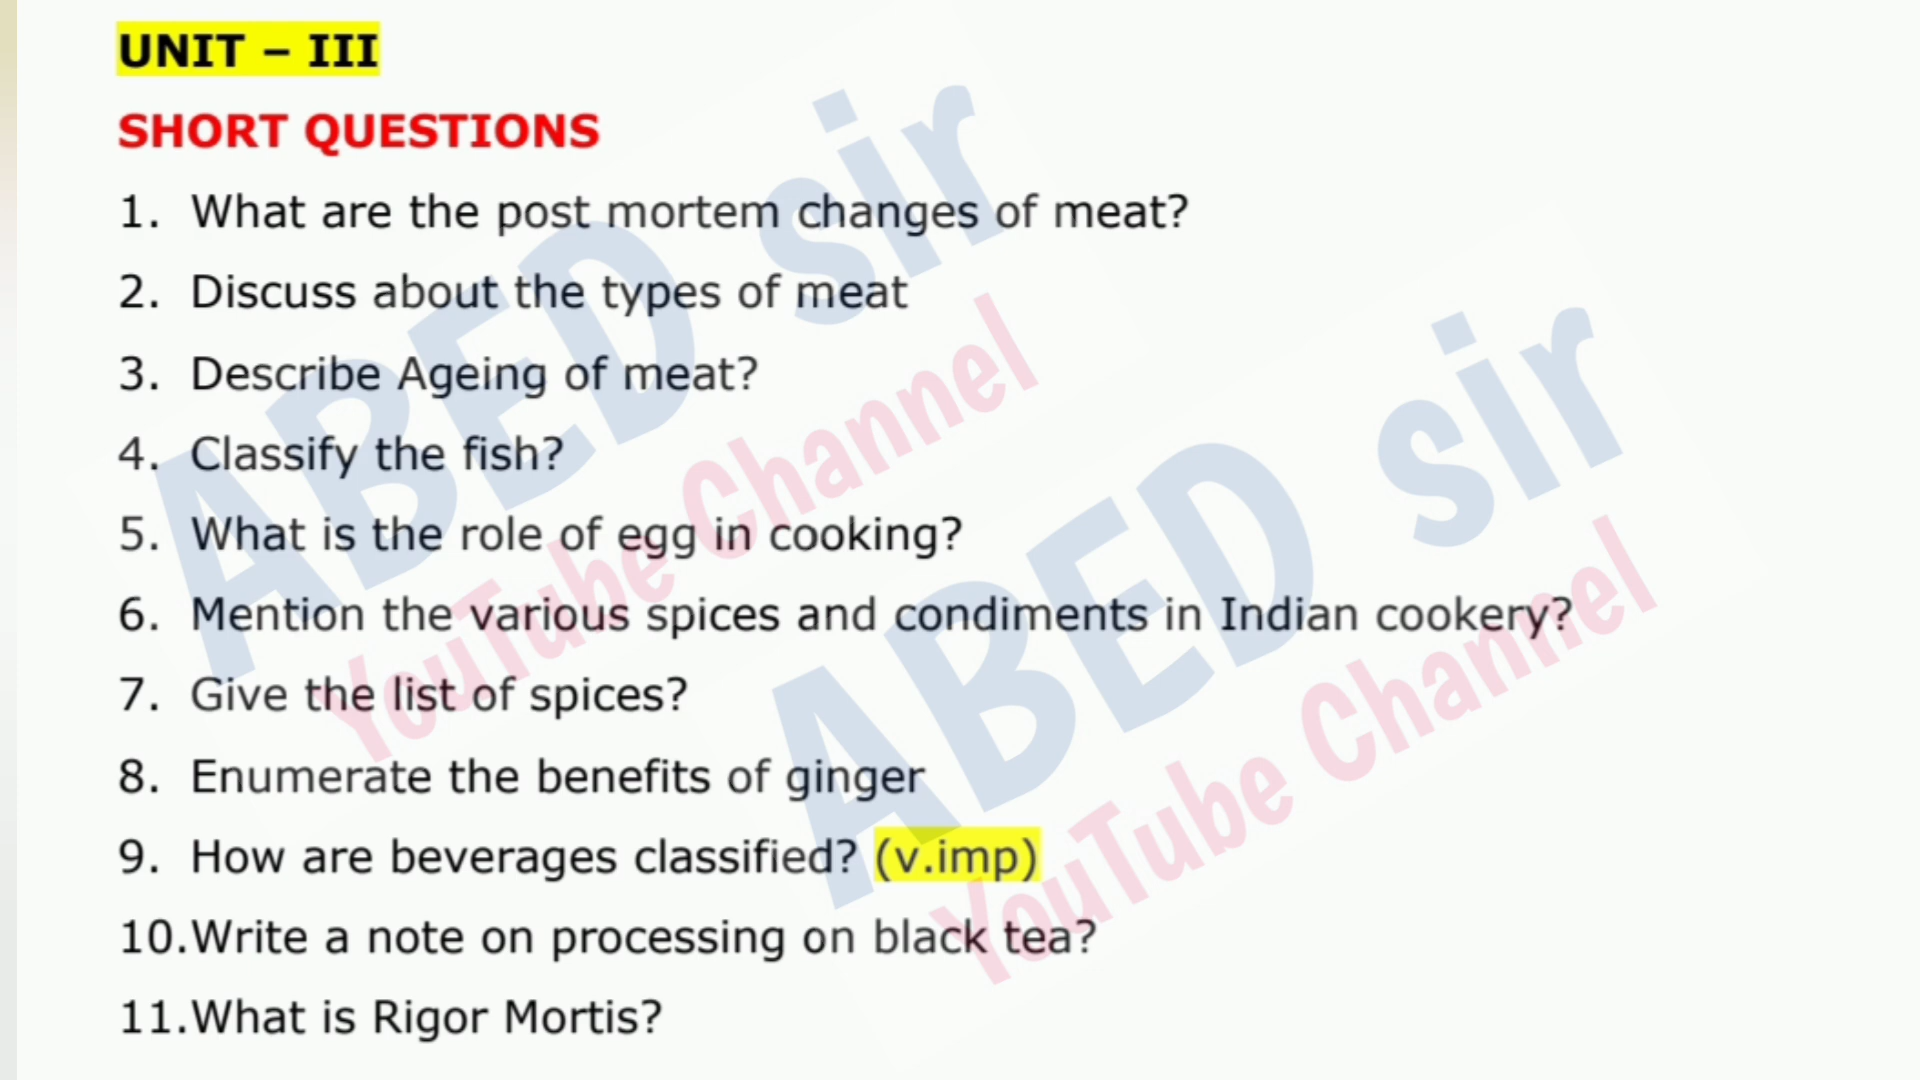 UNIT – III
SHORT QUESTIONS
1. What are the post mortem changes of meat?
2. Discuss about the types of meat
3. Describe Ageing of meat?
4. Classify the fish?
5. What is the role of egg in cooking?
6. Mention the various spices and condiments in Indian cookery?
7. Give the list of spices?
8. Enumerate the benefits of ginger
9. How are beverages classified? (v.imp)
10.Write a note on processing on black tea?
11.What is Rigor Mortis?
ABED sir
YouTube Channel
ABED sir
YouTube Channel